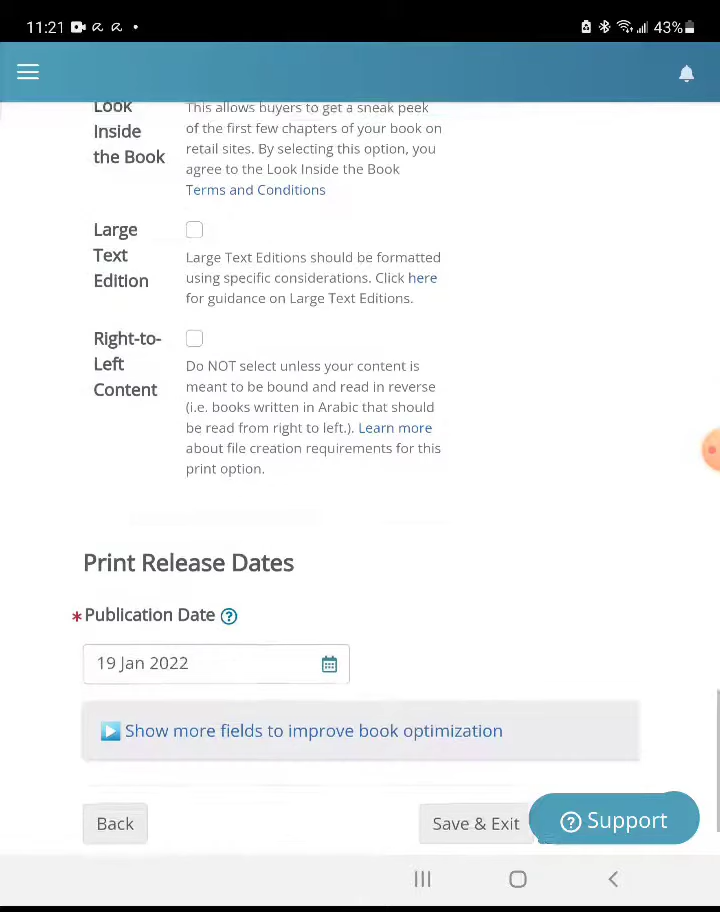 11:21
43%
Look
Inside
the Book
This allows buyers to get a sneak peek
of the first few chapters of your book on
retail sites. By selecting this option, you
agree to the Look Inside the Book
Terms and Conditions
Large
Text
Edition
Large Text Editions should be formatted
using specific considerations. Click here
for guidance on Large Text Editions.
Right-to-
Left
Content
Do NOT select unless your content is
meant to be bound and read in reverse
(i.e. books written in Arabic that should
be read from right to left.). Learn more
about file creation requirements for this
print option.
Print Release Dates
* Publication Date ?
19 Jan 2022
Show more fields to improve book optimization
Back
Save & Exit
? Support